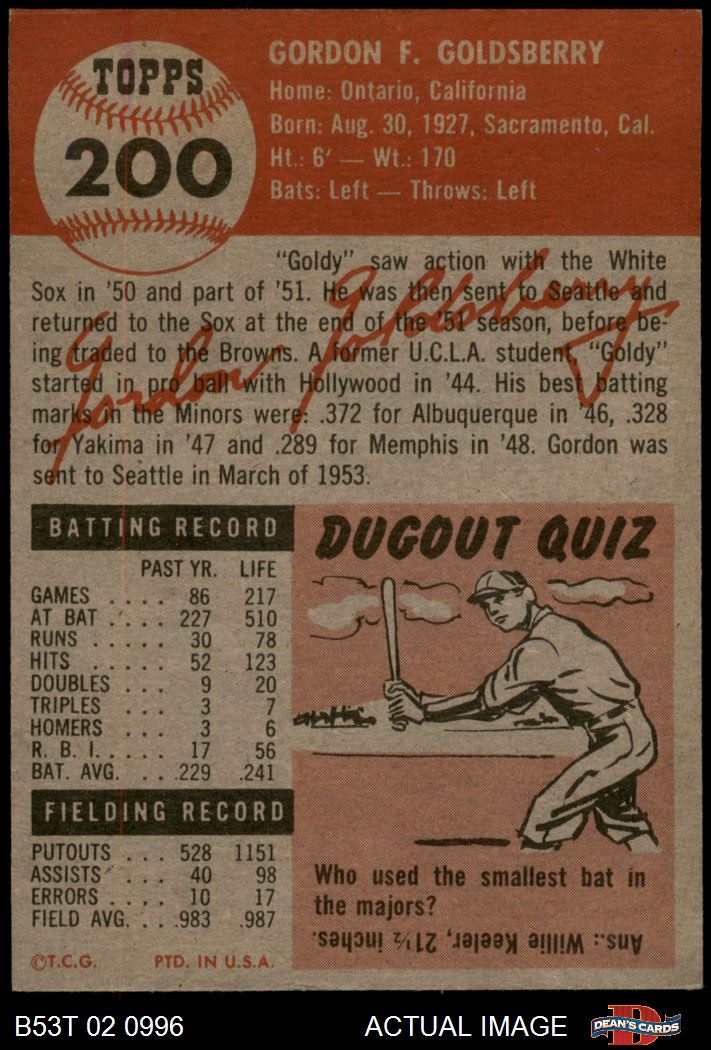 TOPPS
200
GORDON F. GOLDSBERRY
Home: Ontario, California
Born: Aug. 30, 1927, Sacramento, Cal.
Ht.: 6′ — Wt.: 170
Bats: Left — Throws: Left
"Goldy" saw action with the White
Sox in '50 and part of '51. He was then sent to Seattle and
returned to the Sox at the end of the '51 season, before be-
ing traded to the Browns. A former U.C.L.A. student, "Goldy"
started in pro ball with Hollywood in '44. His best batting
marks in the Minors were: .372 for Albuquerque in '46, .328
for Yakima in '47 and .289 for Memphis in '48. Gordon was
sent to Seattle in March of 1953.
Gordon Goldsberry
BATTING RECORD
PAST YR. LIFE
GAMES .... 86 217
AT BAT .... 227 510
RUNS ..... 30 78
HITS ..... 52 123
DOUBLES ... 9 20
TRIPLES ... 3 7
HOMERS ... 3 6
R. B. I. .... 17 56
BAT. AVG. ... .229 .241
FIELDING RECORD
PUTOUTS ... 528 1151
ASSISTS ... 40 98
ERRORS .... 10 17
FIELD AVG. ... .983 .987
©T.C.G. PTD. IN U.S.A.
DUGOUT QUIZ
Who used the smallest bat in
the majors?
Ans.: Willie Keeler, 21½ inches.
B53T 02 0996 ACTUAL IMAGE
D
DEAN'S CARDS